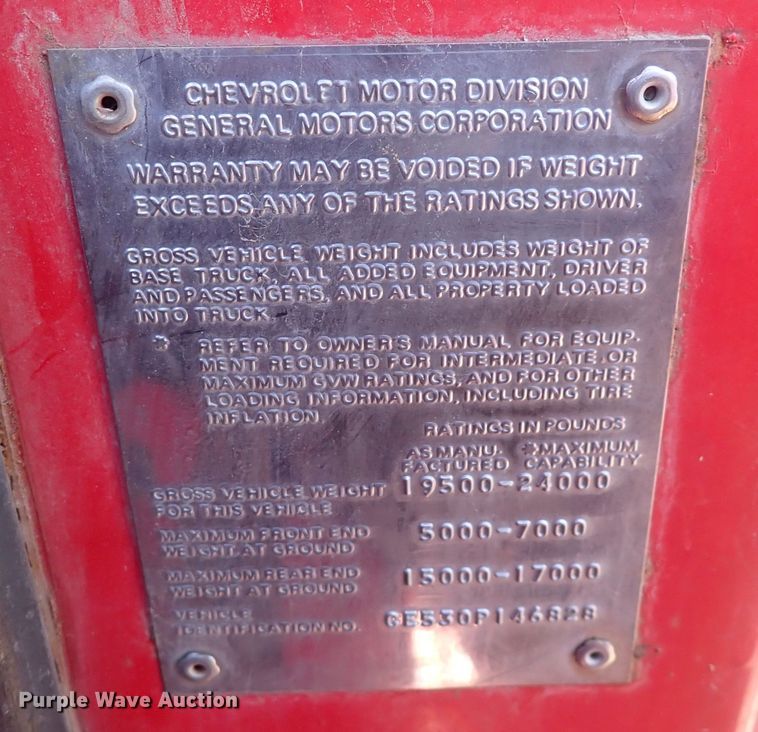 CHEVROLET MOTOR DIVISION
GENERAL MOTORS CORPORATION
WARRANTY MAY BE VOIDED IF WEIGHT
EXCEEDS ANY OF THE RATINGS SHOWN.
GROSS VEHICLE WEIGHT INCLUDES WEIGHT OF
BASE TRUCK, ALL ADDED EQUIPMENT, DRIVER
AND PASSENGERS, AND ALL PROPERTY LOADED
INTO TRUCK.
* REFER TO OWNER'S MANUAL FOR EQUIP-
MENT REQUIRED FOR INTERMEDIATE OR
MAXIMUM GVW RATINGS, AND FOR OTHER
LOADING INFORMATION, INCLUDING TIRE
INFLATION
RATINGS IN POUNDS
AS MANU- *MAXIMUM
FACTURED CAPABILITY
GROSS VEHICLE WEIGHT 19500-24000
FOR THIS VEHICLE
MAXIMUM FRONT END 5000-7000
WEIGHT AT GROUND
MAXIMUM REAR END 15000-17000
WEIGHT AT GROUND
VEHICLE CE530P146828
IDENTIFICATION NO.
Purple Wave Auction